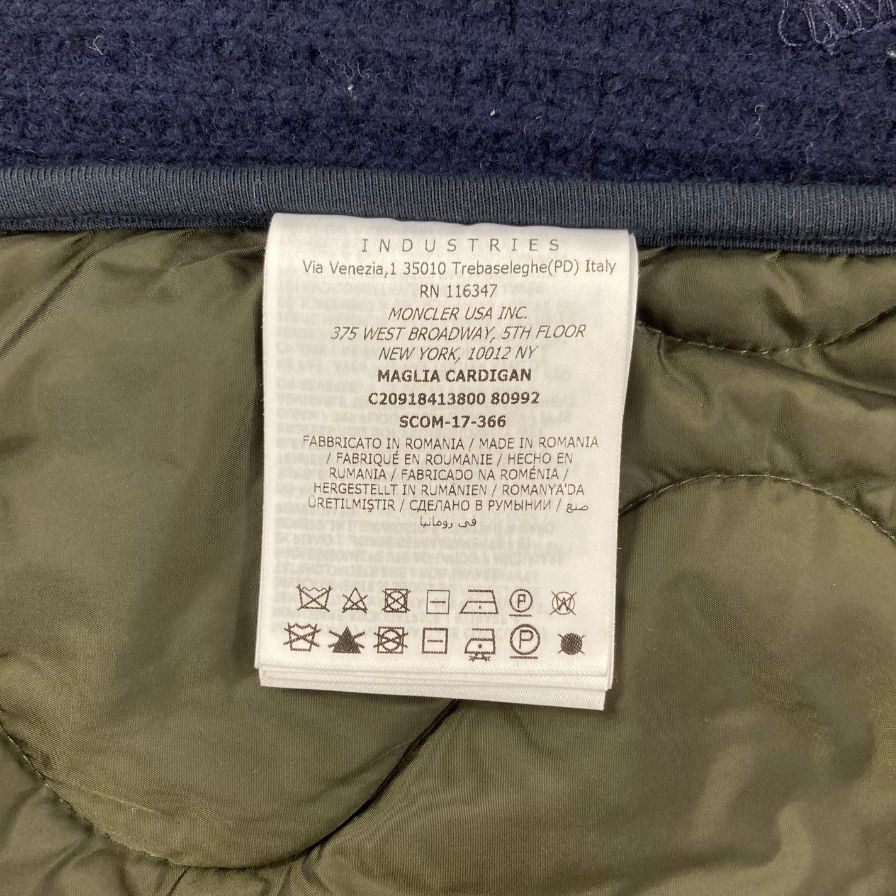 INDUSTRIES
Via Venezia,1 35010 Trebaseleghe(PD) Italy
RN 116347
MONCLER USA INC.
375 WEST BROADWAY, 5TH FLOOR
NEW YORK, 10012 NY
MAGLIA CARDIGAN
C20918413800 80992
SCOM-17-366
FABBRICATO IN ROMANIA / MADE IN ROMANIA
/ FABRIQUÉ EN ROUMANIE / HECHO EN
RUMANIA / FABRICADO NA ROMÉNIA /
HERGESTELLT IN RUMÄNIEN / ROMANYA'DA
ÜRETILMIŞTIR / СДЕЛАНО В РУМЫНИИ / صنع
في رومانيا
P W
P